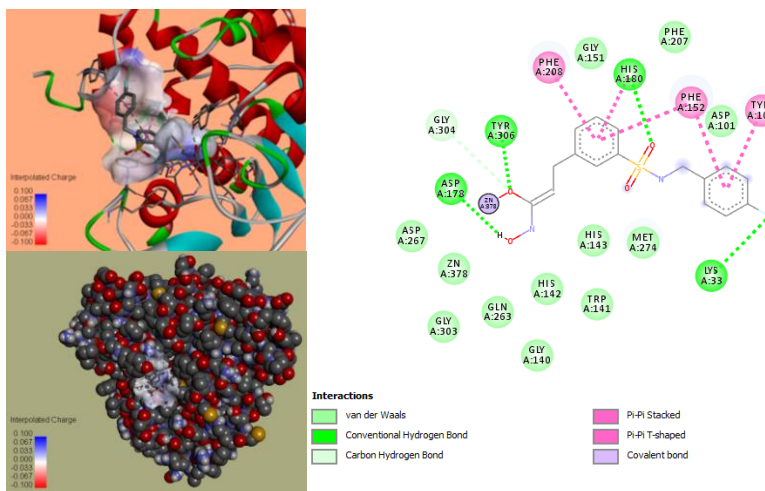 Interpolated Charge
0.100
0.067
0.033
0.000
-0.033
-0.067
-0.100
Interpolated Charge
0.100
0.067
0.033
0.000
-0.033
-0.067
-0.100
PHE
A:207
GLY
A:151
PHE
A:208
HIS
A:180
PHE
A:152
ASP
A:101
GLY
A:304
TYR
A:306
ASP
A:178
ZN
A:378
O
O
S
O
N
O
N
H
O
ASP
A:267
HIS
A:143
MET
A:274
ZN
A:378
LYS
A:33
HIS
A:142
TRP
A:141
GLN
A:263
GLY
A:303
GLY
A:140
Interactions
van der Waals
Conventional Hydrogen Bond
Carbon Hydrogen Bond
Pi-Pi Stacked
Pi-Pi T-shaped
Covalent bond